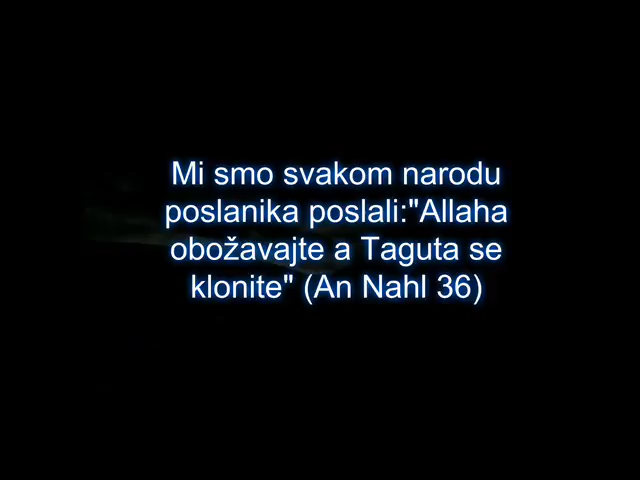 Mi smo svakom narodu
poslanika poslali:"Allaha
obožavajte a Taguta se
klonite" (An Nahl 36)